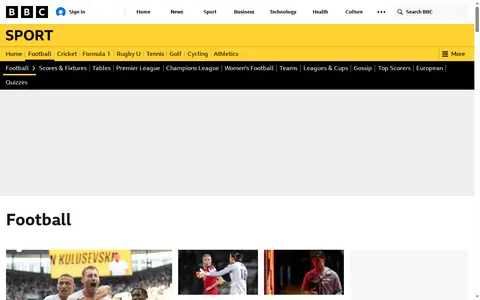 BBC Sign in Home News Sport Business Technology Health Culture Search BBC
SPORT
Home Football Cricket Formula 1 Rugby U Tennis Golf Cycling Athletics More
Football Scores & Fixtures Tables Premier League Champions League Women's Football Teams Leagues & Cups Gossip Top Scorers European
Quizzes
Football
N KULUSEVSKI